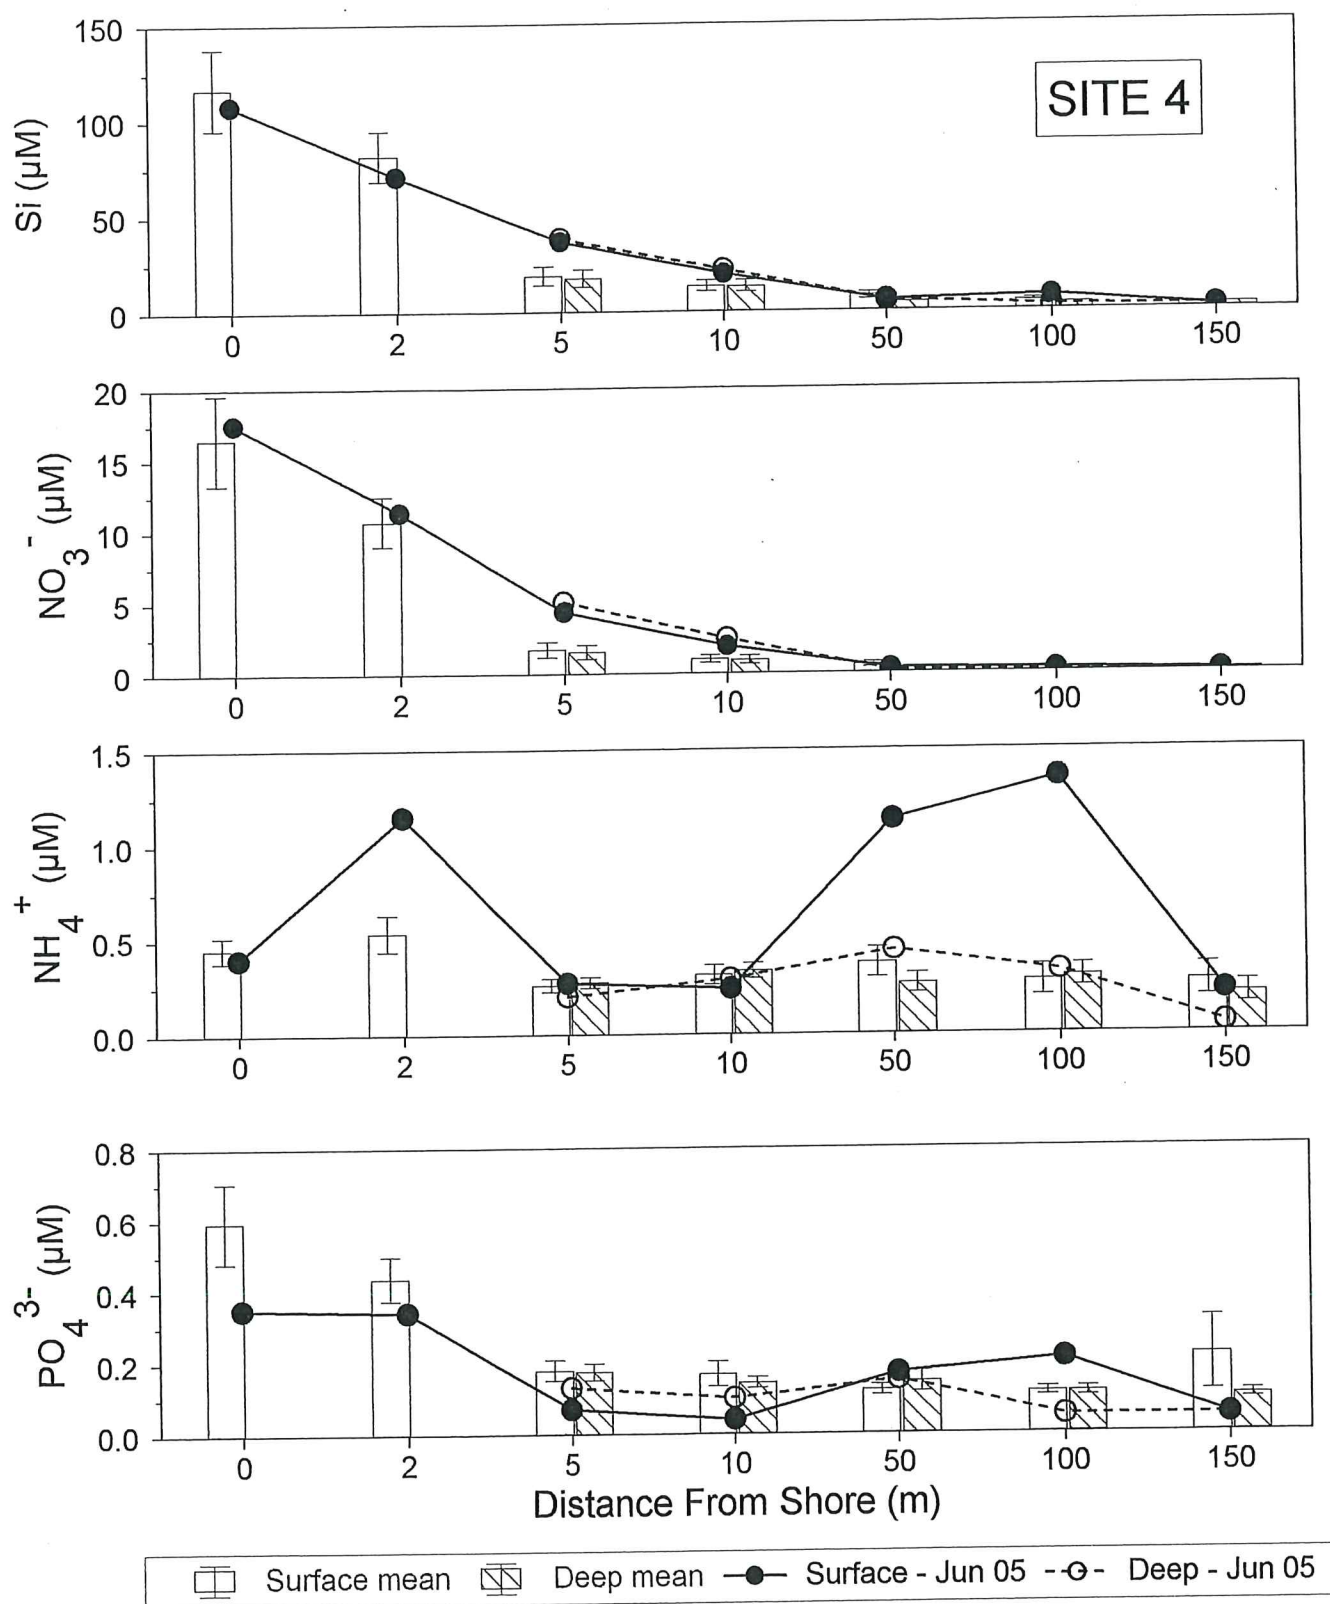 SITE 4
Si (µM)
150
100
50
0
0 2 5 10 50 100 150
NO3- (µM)
20
15
10
5
0
0 2 5 10 50 100 150
NH4+ (µM)
1.5
1.0
0.5
0.0
0 2 5 10 50 100 150
PO43- (µM)
0.8
0.6
0.4
0.2
0.0
0 2 5 10 50 100 150
Distance From Shore (m)
Surface mean Deep mean Surface - Jun 05 Deep - Jun 05